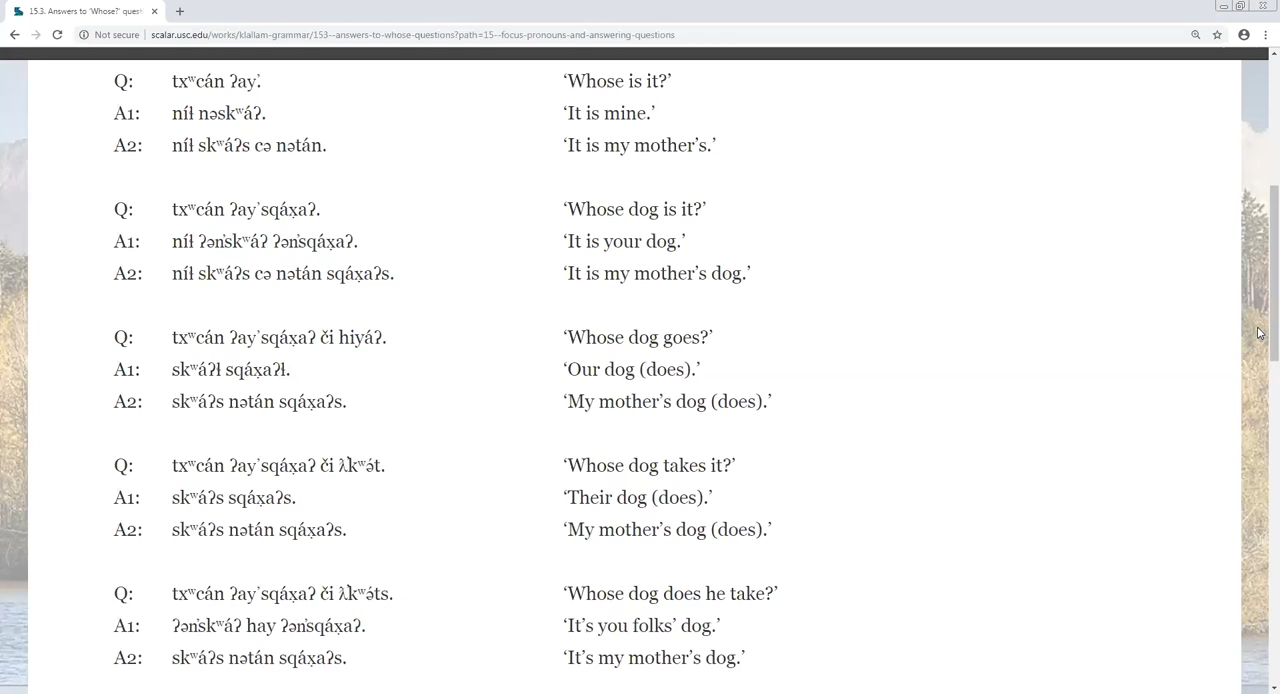 15.3. Answers to 'Whose?' quest
Not secure | scalar.usc.edu/works/klallam-grammar/153--answers-to-whose-questions?path=15--focus-pronouns-and-answering-questions
Q: txʷcán ʔay̓. ‘Whose is it?’
A1: níɬ nəskʷáʔ. ‘It is mine.’
A2: níɬ skʷáʔs cə nətán. ‘It is my mother’s.’
Q: txʷcán ʔay̓ sqáx̣aʔ. ‘Whose dog is it?’
A1: níɬ ʔən̓skʷáʔ ʔən̓sqáx̣aʔ. ‘It is your dog.’
A2: níɬ skʷáʔs cə nətán sqáx̣aʔs. ‘It is my mother’s dog.’
Q: txʷcán ʔay̓ sqáx̣aʔ či hiyáʔ. ‘Whose dog goes?’
A1: skʷáʔɬ sqáx̣aʔɬ. ‘Our dog (does).’
A2: skʷáʔs nətán sqáx̣aʔs. ‘My mother’s dog (does).’
Q: txʷcán ʔay̓ sqáx̣aʔ či ƛ̓kʷə́t. ‘Whose dog takes it?’
A1: skʷáʔs sqáx̣aʔs. ‘Their dog (does).’
A2: skʷáʔs nətán sqáx̣aʔs. ‘My mother’s dog (does).’
Q: txʷcán ʔay̓ sqáx̣aʔ či ƛ̓kʷə́ts. ‘Whose dog does he take?’
A1: ʔən̓skʷáʔ hay ʔən̓sqáx̣aʔ. ‘It’s you folks’ dog.’
A2: skʷáʔs nətán sqáx̣aʔs. ‘It’s my mother’s dog.’